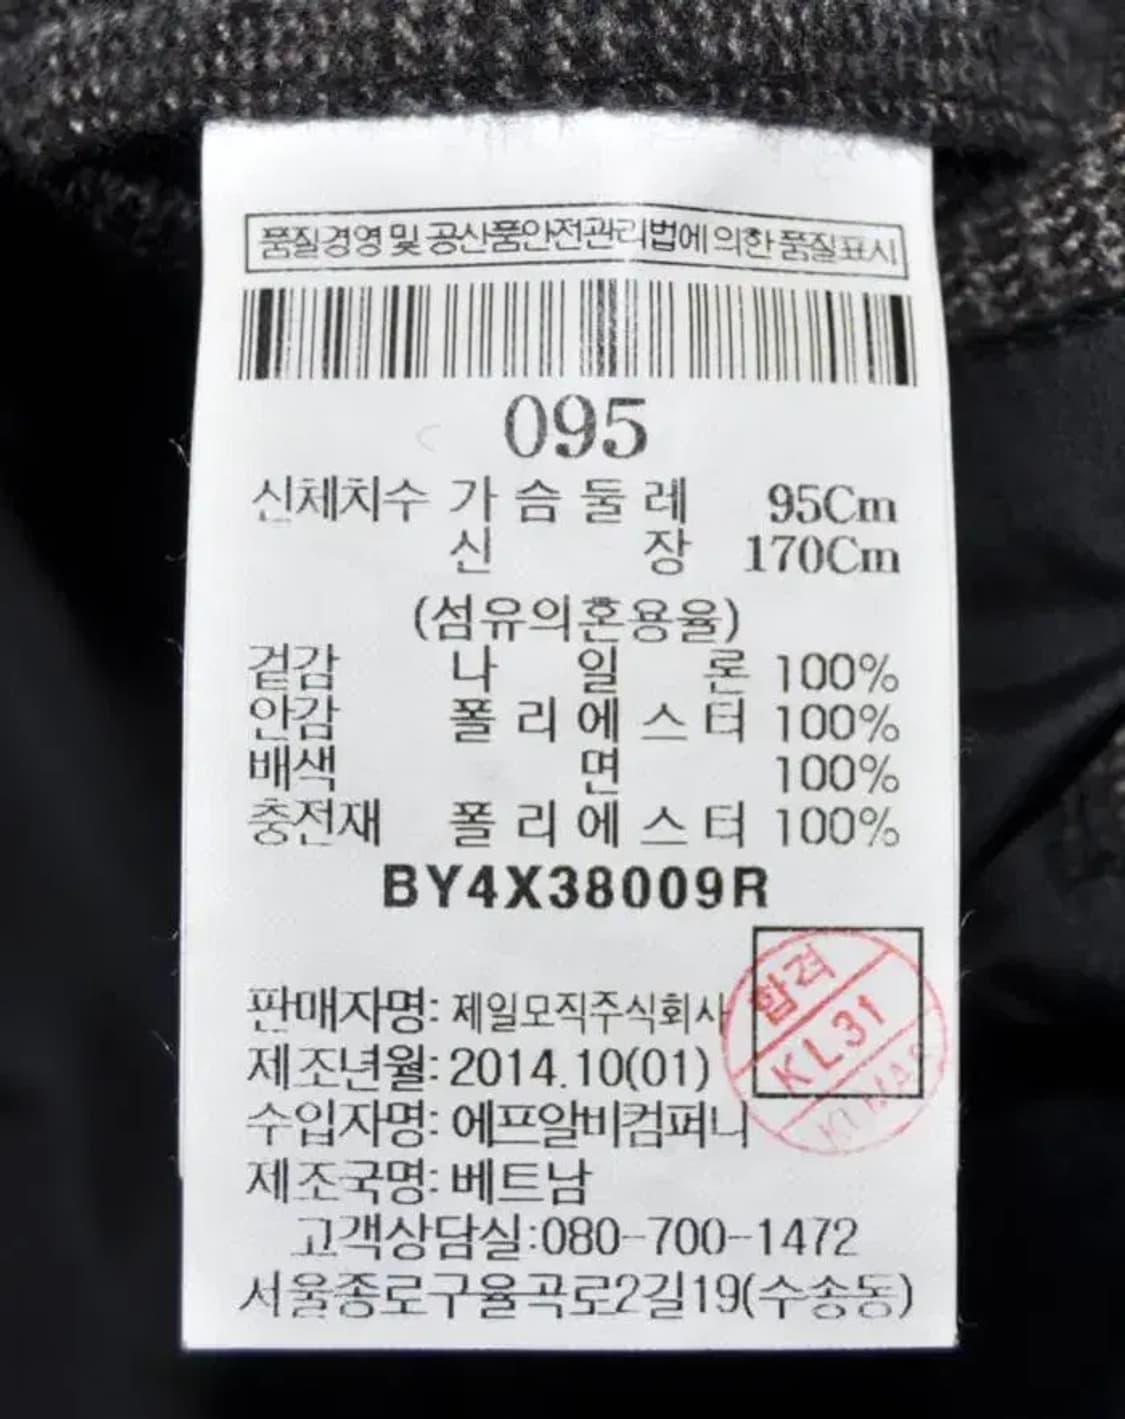 품질경영 및 공산품안전관리법에 의한 품질표시
095
신체치수 가슴둘레 95Cm
신장 170Cm
(섬유의혼용율)
겉감 나일론 100%
안감 폴리에스터 100%
배색 면 100%
충전재 폴리에스터 100%
BY4X38009R
합격
KL31
판매자명: 제일모직주식회사
제조년월: 2014.10(01)
수입자명: 에프알비컴퍼니
제조국명: 베트남
고객상담실:080-700-1472
서울종로구율곡로2길19(수송동)